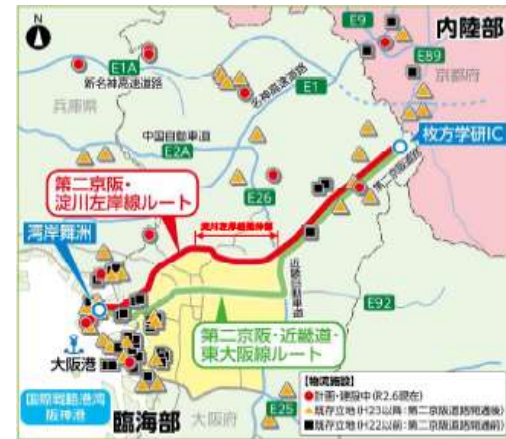 N
内陸部
E9
E89
京都府
E1A
新名神高速道路
名神高速道路
E1
兵庫県
中国自動車道
E2A
枚方学研IC
第二京阪道路
第二京阪・
淀川左岸線ルート
E26
淀川左岸線延伸部
湾岸舞洲
近畿自動車道
E92
第二京阪・近畿道・
東大阪線ルート
大阪港
国際戦略港湾
阪神港
臨海部
大阪府
E25
【物流施設】
計画・建設中(R2.6現在)
既存立地(H23以降:第二京阪道路開通後)
既存立地(H22以前:第二京阪道路開通前)